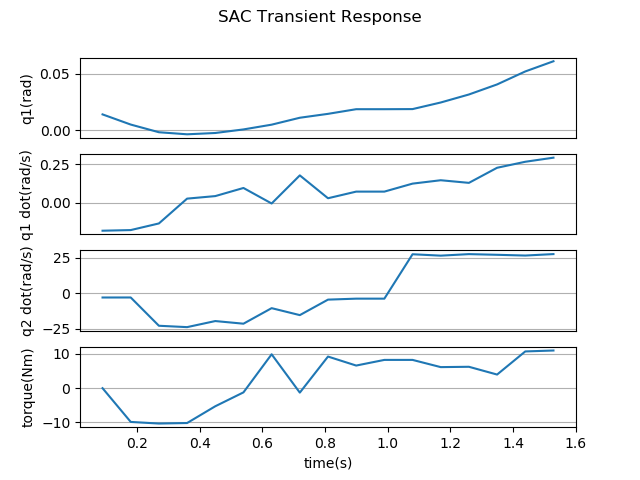 SAC Transient Response
q1(rad)
0.05
0.00
q1 dot(rad/s)
0.25
0.00
q2 dot(rad/s)
25
0
−25
torque(Nm)
10
0
−10
0.2 0.4 0.6 0.8 1.0 1.2 1.4 1.6
time(s)